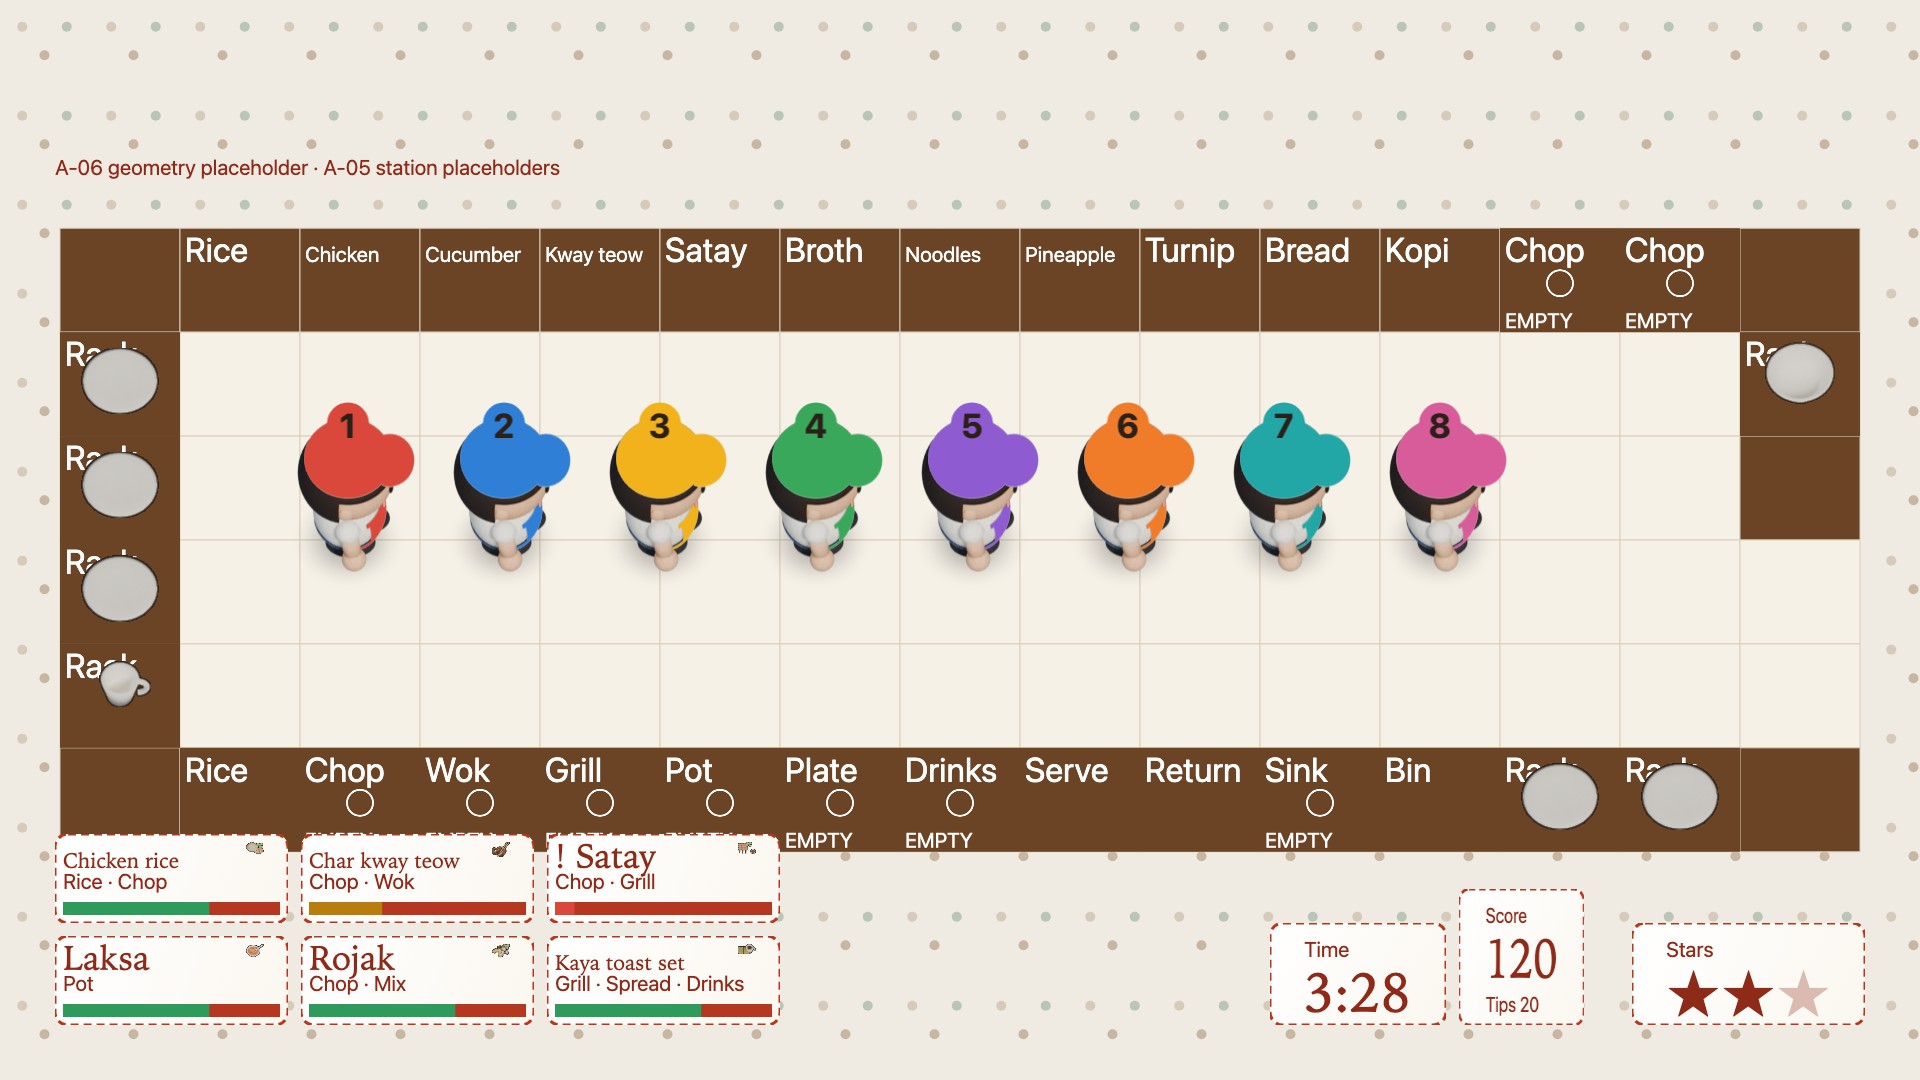 A-06 geometry placeholder · A-05 station placeholders
Rice Chicken Cucumber Kway teow Satay Broth Noodles Pineapple Turnip Bread Kopi Chop Chop
EMPTY EMPTY
1 2 3 4 5 6 7 8
Rice Chop Wok Grill Pot Plate Drinks Serve Return Sink Bin
EMPTY EMPTY EMPTY
Chicken rice
Rice · Chop
Char kway teow
Chop · Wok
! Satay
Chop · Grill
Laksa
Pot
Rojak
Chop · Mix
Kaya toast set
Grill · Spread · Drinks
Time
3:28
Score
120
Tips 20
Stars